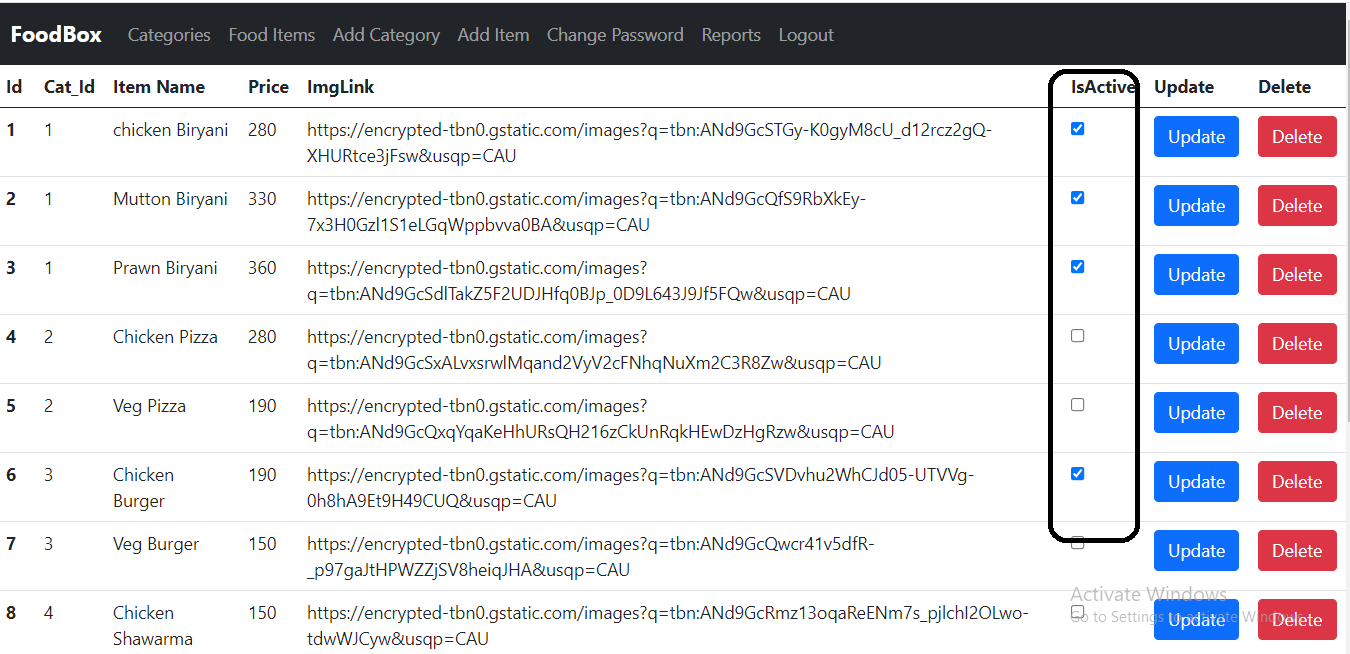 FoodBox Categories Food Items Add Category Add Item Change Password Reports Logout
Id Cat_Id Item Name Price ImgLink IsActive Update Delete
1 1 chicken Biryani 280 https://encrypted-tbn0.gstatic.com/images?q=tbn:ANd9GcSTGy-K0gyM8cU_d12rcz2gQ- Update Delete
XHURtce3jFsw&usqp=CAU
2 1 Mutton Biryani 330 https://encrypted-tbn0.gstatic.com/images?q=tbn:ANd9GcQfS9RbXkEy- Update Delete
7x3H0Gzl1S1eLGqWppbvva0BA&usqp=CAU
3 1 Prawn Biryani 360 https://encrypted-tbn0.gstatic.com/images? Update Delete
q=tbn:ANd9GcSdlTakZ5F2UDJHfq0BJp_0D9L643J9Jf5FQw&usqp=CAU
4 2 Chicken Pizza 280 https://encrypted-tbn0.gstatic.com/images? Update Delete
q=tbn:ANd9GcSxALvxsrwlMqand2VyV2cFNhqNuXm2C3R8Zw&usqp=CAU
5 2 Veg Pizza 190 https://encrypted-tbn0.gstatic.com/images? Update Delete
q=tbn:ANd9GcQxqYqaKeHhURsQH216zCkUnRqkHEwDzHgRzw&usqp=CAU
6 3 Chicken 190 https://encrypted-tbn0.gstatic.com/images?q=tbn:ANd9GcSVDvhu2WhCJd05-UTVVg- Update Delete
Burger 0h8hA9Et9H49CUQ&usqp=CAU
7 3 Veg Burger 150 https://encrypted-tbn0.gstatic.com/images?q=tbn:ANd9GcQwcr41v5dfR- Update Delete
_p97gaJtHPWZZjSV8heiqJHA&usqp=CAU
8 4 Chicken 150 https://encrypted-tbn0.gstatic.com/images?q=tbn:ANd9GcRmz13oqaReENm7s_pjlchI2OLwo- Update Delete
Shawarma tdwWJCyw&usqp=CAU
Activate Windows
Go to Settings to activate Windows.